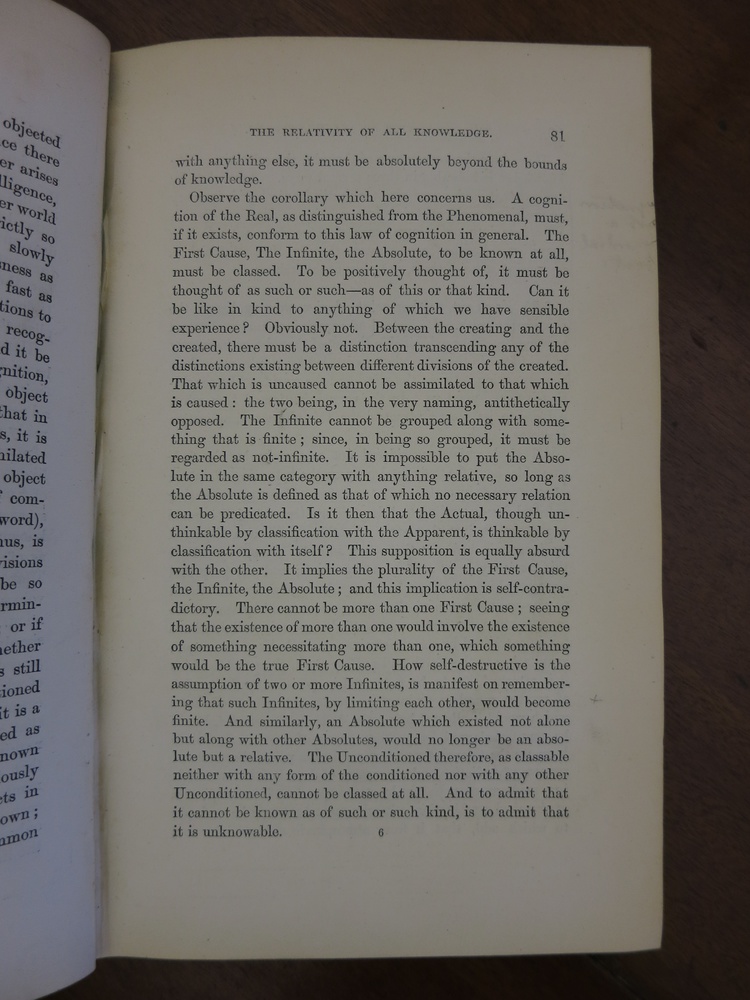 objected
ce there
er arises
lligence,
er world
ictly so
slowly
ness as
fast as
tions to
recog-
d it be
gnition,
object
that in
s, it is
nilated
object
com-
word),
nus, is
visions
be so
rmin-
or if
nether
s still
ioned
it is a
ed as
nown
ously
cts in
own ;
mmon
THE RELATIVITY OF ALL KNOWLEDGE. 81
with anything else, it must be absolutely beyond the bounds
of knowledge.
Observe the corollary which here concerns us. A cogni-
tion of the Real, as distinguished from the Phenomenal, must,
if it exists, conform to this law of cognition in general. The
First Cause, The Infinite, the Absolute, to be known at all,
must be classed. To be positively thought of, it must be
thought of as such or such—as of this or that kind. Can it
be like in kind to anything of which we have sensible
experience? Obviously not. Between the creating and the
created, there must be a distinction transcending any of the
distinctions existing between different divisions of the created.
That which is uncaused cannot be assimilated to that which
is caused : the two being, in the very naming, antithetically
opposed. The Infinite cannot be grouped along with some-
thing that is finite ; since, in being so grouped, it must be
regarded as not-infinite. It is impossible to put the Abso-
lute in the same category with anything relative, so long as
the Absolute is defined as that of which no necessary relation
can be predicated. Is it then that the Actual, though un-
thinkable by classification with the Apparent, is thinkable by
classification with itself? This supposition is equally absurd
with the other. It implies the plurality of the First Cause,
the Infinite, the Absolute ; and this implication is self-contra-
dictory. There cannot be more than one First Cause ; seeing
that the existence of more than one would involve the existence
of something necessitating more than one, which something
would be the true First Cause. How self-destructive is the
assumption of two or more Infinites, is manifest on remember-
ing that such Infinites, by limiting each other, would become
finite. And similarly, an Absolute which existed not alone
but along with other Absolutes, would no longer be an abso-
lute but a relative. The Unconditioned therefore, as classable
neither with any form of the conditioned nor with any other
Unconditioned, cannot be classed at all. And to admit that
it cannot be known as of such or such kind, is to admit that
it is unknowable. 6